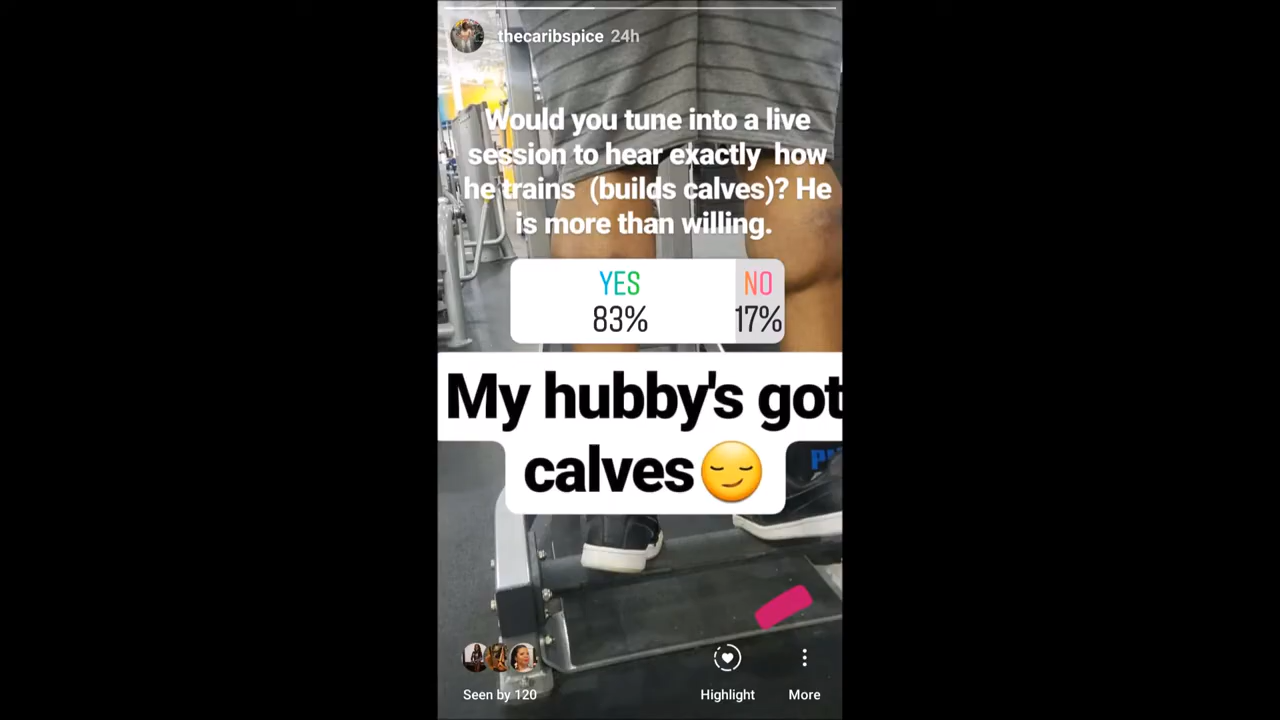 thecaribspice 24h
Would you tune into a live
session to hear exactly how
he trains (builds calves)? He
is more than willing.
YES NO
83% 17%
My hubby's got
calves😏
Seen by 120 Highlight More